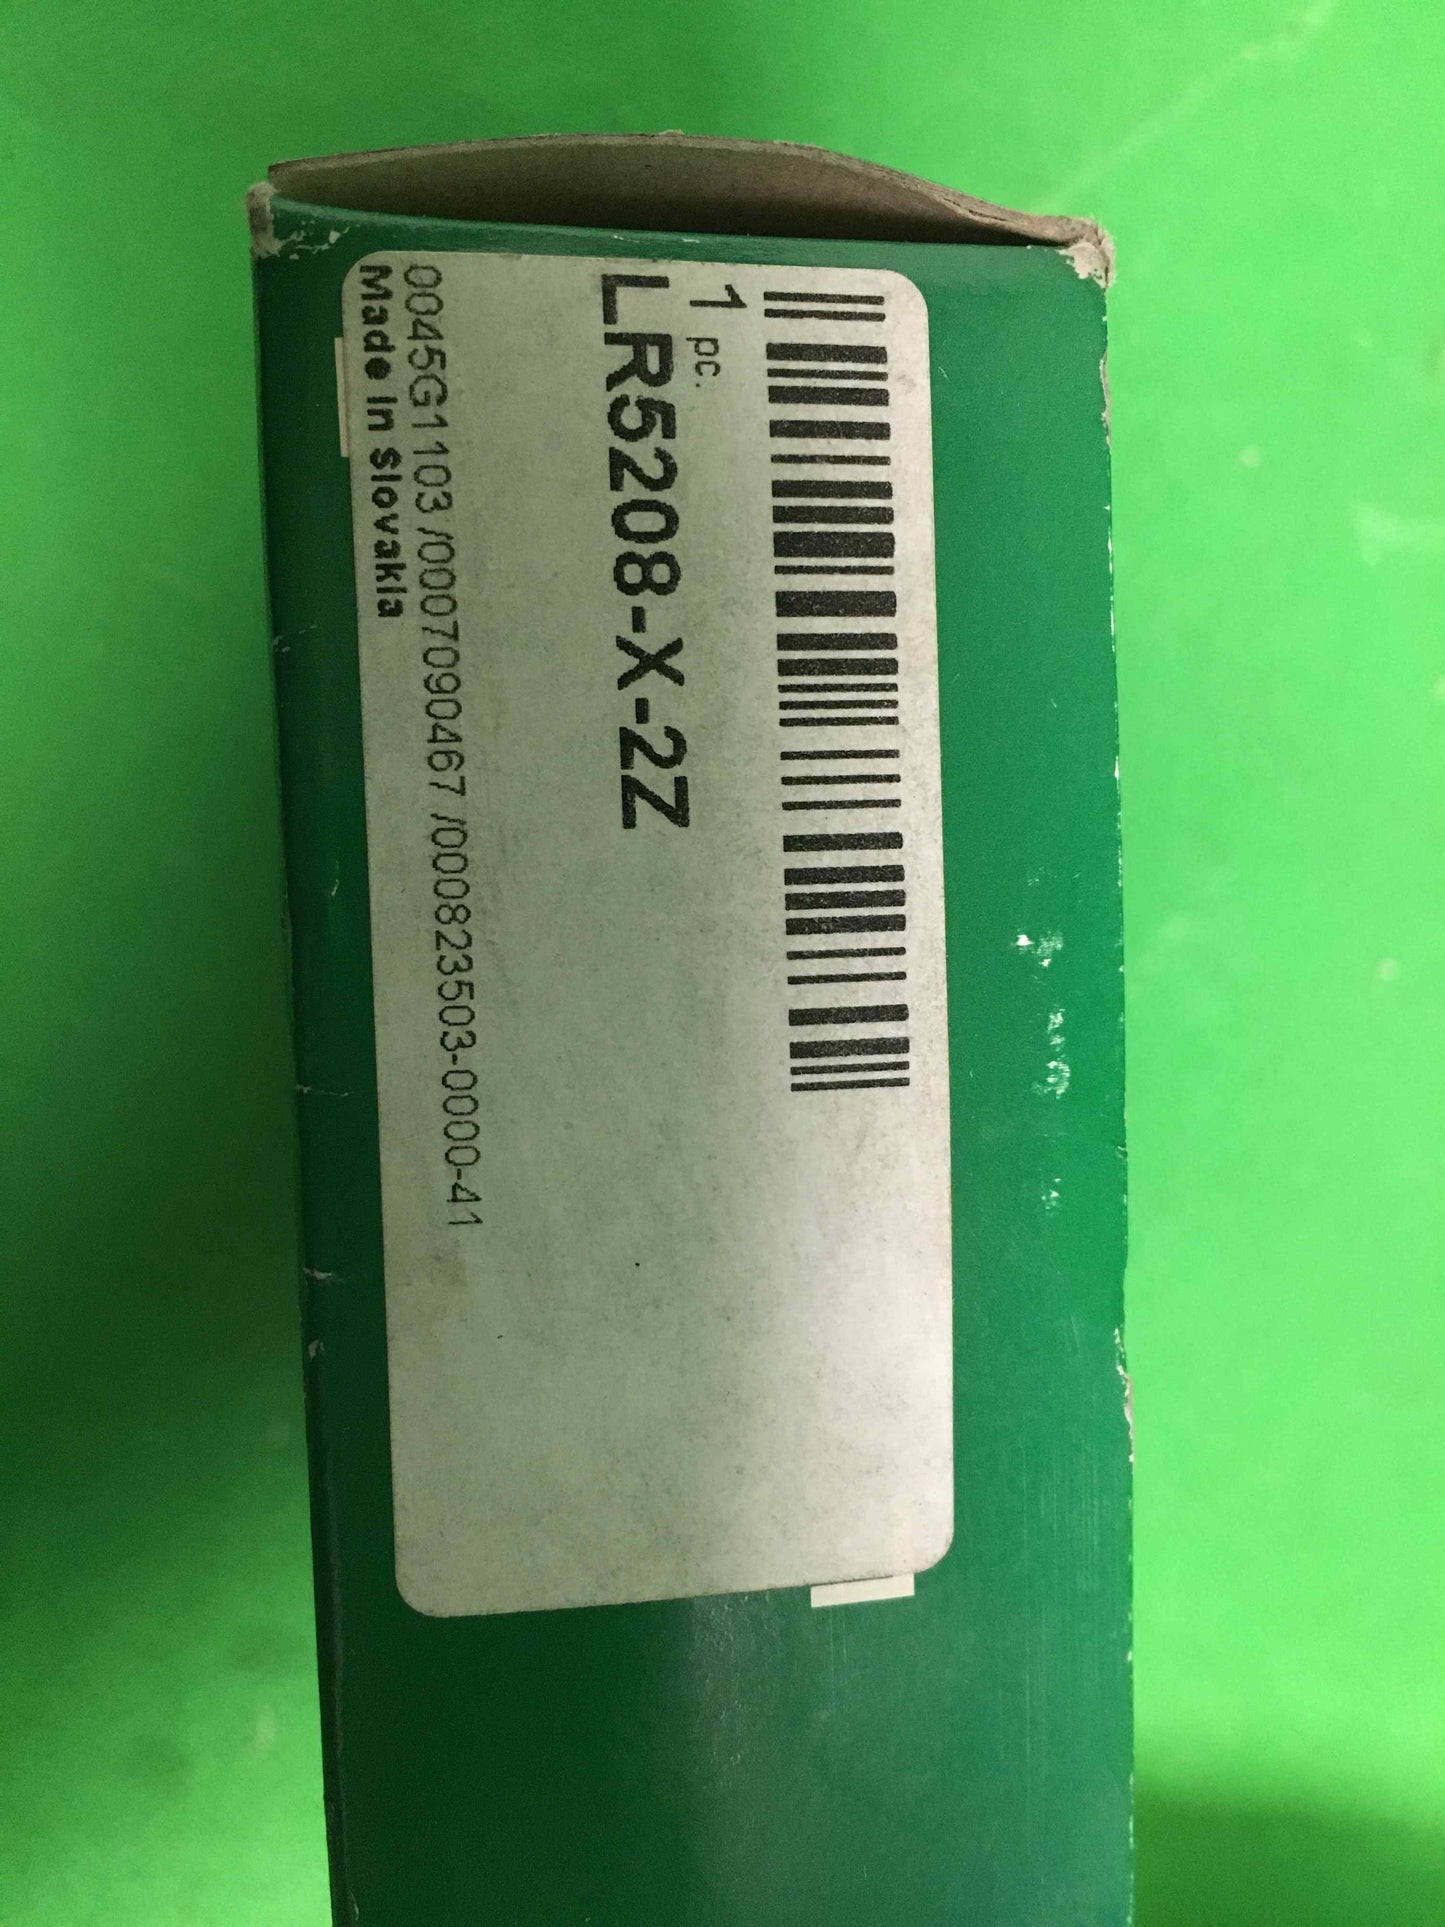 1 pc.
LR5208-X-2Z
0045G1103 /0007090467 /000823503-0000-41
Made in Slovakia